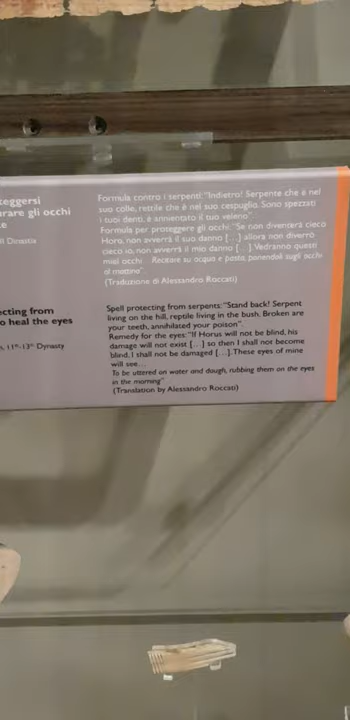 teggersi
urare gli occhi
te
Dinastia
Formula contro i serpenti: "Indietro! Serpente che è nel
suo colle, rettile che è nel suo cespuglio. Sono spezzati
i tuoi denti, è annientato il tuo veleno".
Formula per proteggere gli occhi: "Se non diventerà cieco
Horo, non avverrà il suo danno [...] allora non diverrò
cieco io, non avverrà il mio danno [...]. Vedranno questi
miei occhi... Recitare su acqua e pasta, ponendoli sugli occhi
al mattino".
(Traduzione di Alessandro Roccati)
ecting from
o heal the eyes
11th-13th Dynasty
Spell protecting from serpents: "Stand back! Serpent
living on the hill, reptile living in the bush. Broken are
your teeth, annihilated your poison".
Remedy for the eyes: "If Horus will not be blind, his
damage will not exist [...] so then I shall not become
blind, I shall not be damaged [...]. These eyes of mine
will see...
To be uttered on water and dough, rubbing them on the eyes
in the morning"
(Translation by Alessandro Roccati)